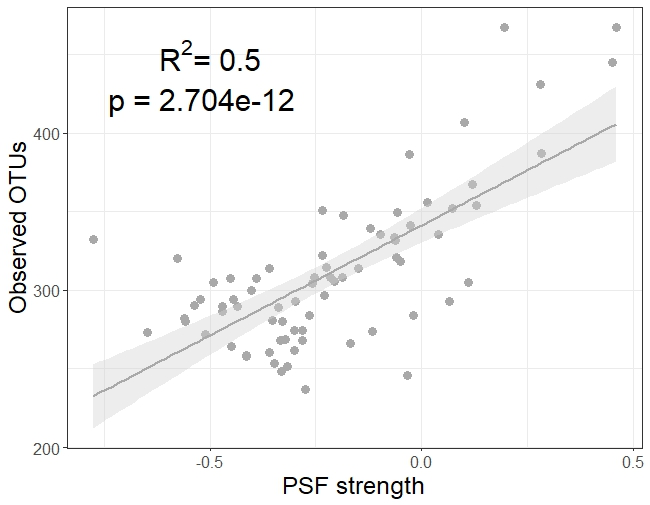 R²= 0.5
p = 2.704e-12
Observed OTUs
400
300
200
-0.5
0.0
0.5
PSF strength